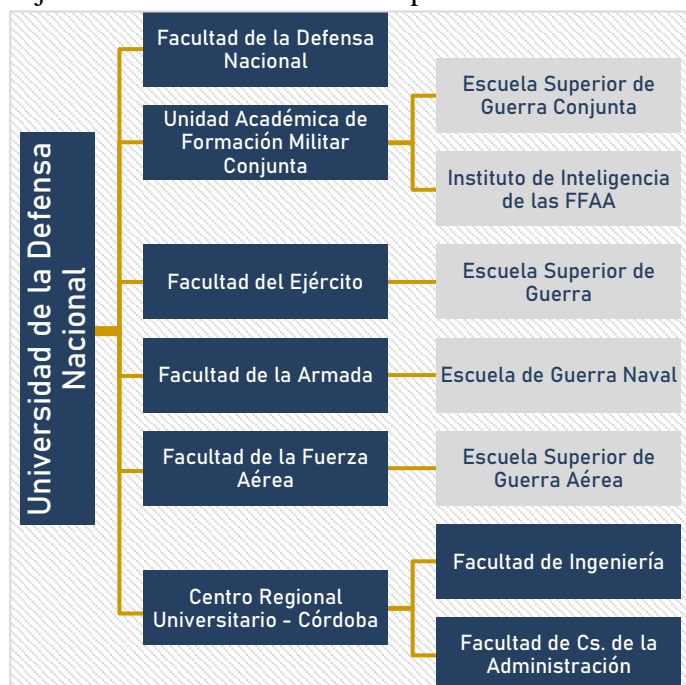 Universidad de la Defensa
Nacional
Facultad de la Defensa
Nacional
Unidad Académica de
Formación Militar
Conjunta
Escuela Superior de
Guerra Conjunta
Instituto de Inteligencia
de las FFAA
Facultad del Ejército
Escuela Superior de
Guerra
Facultad de la Armada
Escuela de Guerra Naval
Facultad de la Fuerza
Aérea
Escuela Superior de
Guerra Aérea
Centro Regional
Universitario - Córdoba
Facultad de Ingeniería
Facultad de Cs. de la
Administración